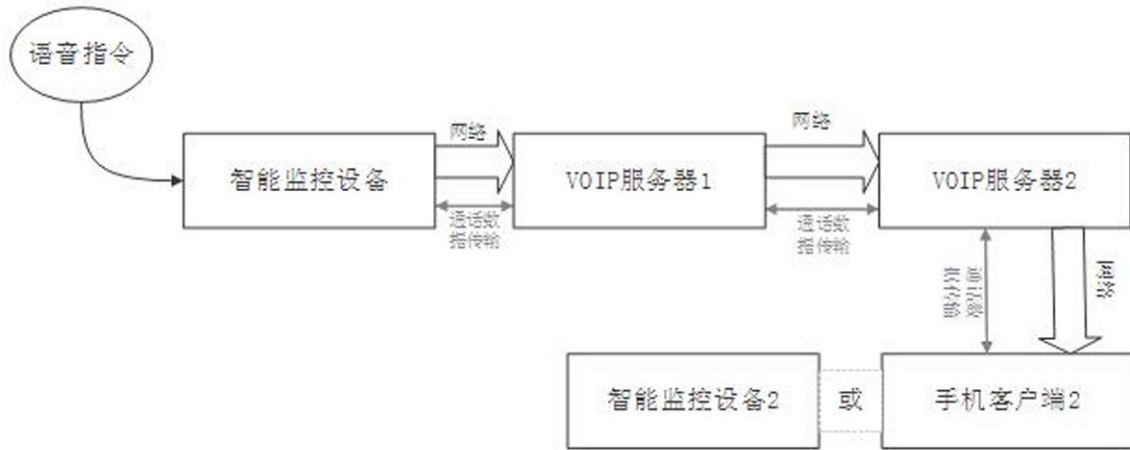 语音指令
网络
网络
智能监控设备
VOIP服务器1
VOIP服务器2
通话数
指传输
通话数
指传输
通话数
指传输
网络
智能监控设备2
或
手机客户端2